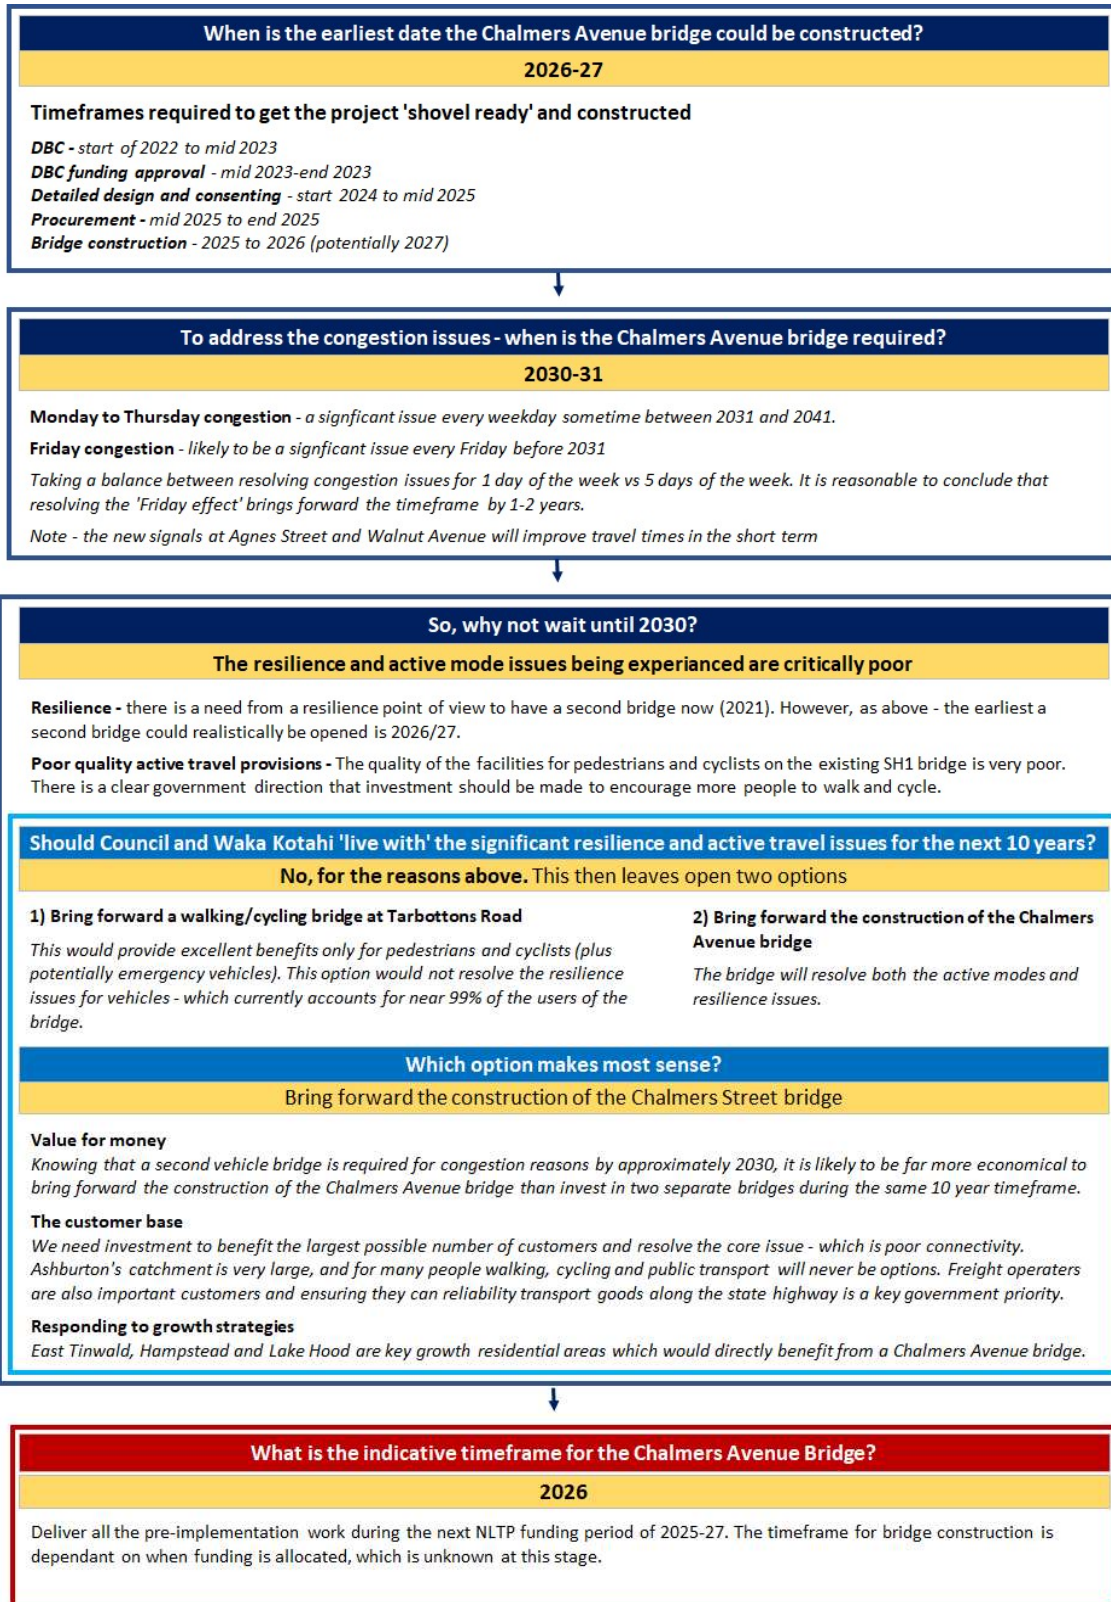 When is the earliest date the Chalmers Avenue bridge could be constructed?
2026-27
Timeframes required to get the project 'shovel ready' and constructed
DBC - start of 2022 to mid 2023
DBC funding approval - mid 2023-end 2023
Detailed design and consenting - start 2024 to mid 2025
Procurement - mid 2025 to end 2025
Bridge construction - 2025 to 2026 (potentially 2027)
To address the congestion issues - when is the Chalmers Avenue bridge required?
2030-31
Monday to Thursday congestion - a signficant issue every weekday sometime between 2031 and 2041.
Friday congestion - likely to be a signficant issue every Friday before 2031
Taking a balance between resolving congestion issues for 1 day of the week vs 5 days of the week. It is reasonable to conclude that
resolving the 'Friday effect' brings forward the timeframe by 1-2 years.
Note - the new signals at Agnes Street and Walnut Avenue will improve travel times in the short term
So, why not wait until 2030?
The resilience and active mode issues being experianced are critically poor
Resilience - there is a need from a resilience point of view to have a second bridge now (2021). However, as above - the earliest a
second bridge could realistically be opened is 2026/27.
Poor quality active travel provisions - The quality of the facilities for pedestrians and cyclists on the existing SH1 bridge is very poor.
There is a clear government direction that investment should be made to encourage more people to walk and cycle.
Should Council and Waka Kotahi 'live with' the significant resilience and active travel issues for the next 10 years?
No, for the reasons above. This then leaves open two options
1) Bring forward a walking/cycling bridge at Tarbottons Road
This would provide excellent benefits only for pedestrians and cyclists (plus
potentially emergency vehicles). This option would not resolve the resilience
issues for vehicles - which currently accounts for near 99% of the users of the
bridge.
2) Bring forward the construction of the Chalmers
Avenue bridge
The bridge will resolve both the active modes and
resilience issues.
Which option makes most sense?
Bring forward the construction of the Chalmers Street bridge
Value for money
Knowing that a second vehicle bridge is required for congestion reasons by approximately 2030, it is likely to be far more economical to
bring forward the construction of the Chalmers Avenue bridge than invest in two separate bridges during the same 10 year timeframe.
The customer base
We need investment to benefit the largest possible number of customers and resolve the core issue - which is poor connectivity.
Ashburton's catchment is very large, and for many people walking, cycling and public transport will never be options. Freight operaters
are also important customers and ensuring they can reliability transport goods along the state highway is a key government priority.
Responding to growth strategies
East Tinwald, Hampstead and Lake Hood are key growth residential areas which would directly benefit from a Chalmers Avenue bridge.
What is the indicative timeframe for the Chalmers Avenue Bridge?
2026
Deliver all the pre-implementation work during the next NLTP funding period of 2025-27. The timeframe for bridge construction is
dependant on when funding is allocated, which is unknown at this stage.